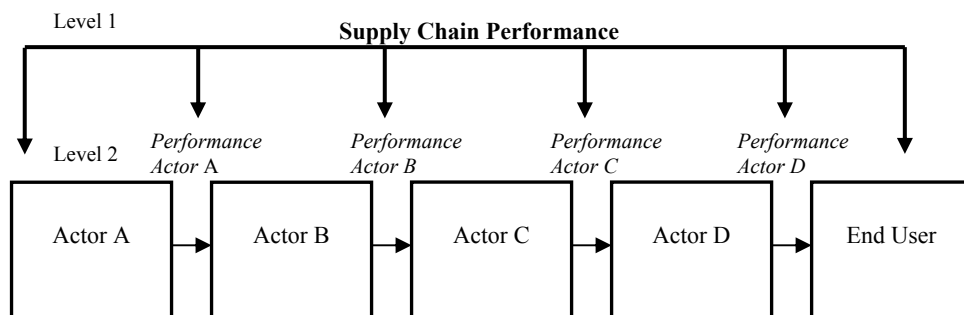 Level 1
Supply Chain Performance
Performance Performance Performance Performance
Level 2
Actor A Actor B Actor C Actor D
Actor A Actor B Actor C Actor D End User